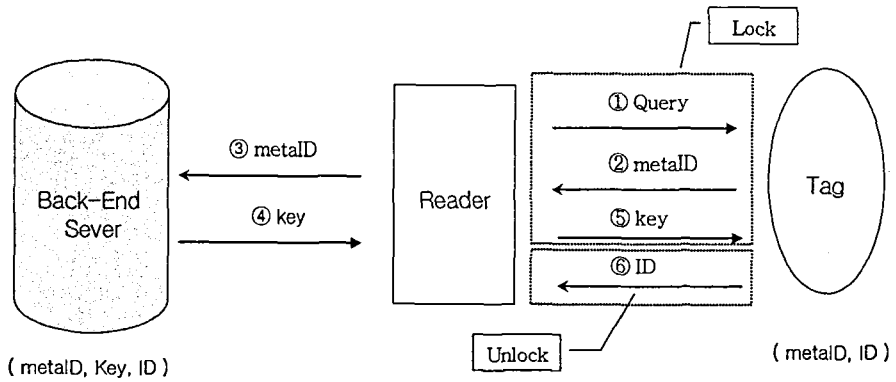 Lock
① Query
② metaID
③ metaID
④ key
⑤ key
⑥ ID
Back-End
Sever
Reader
Tag
Unlock
( metaID, Key, ID )
( metaID, ID )